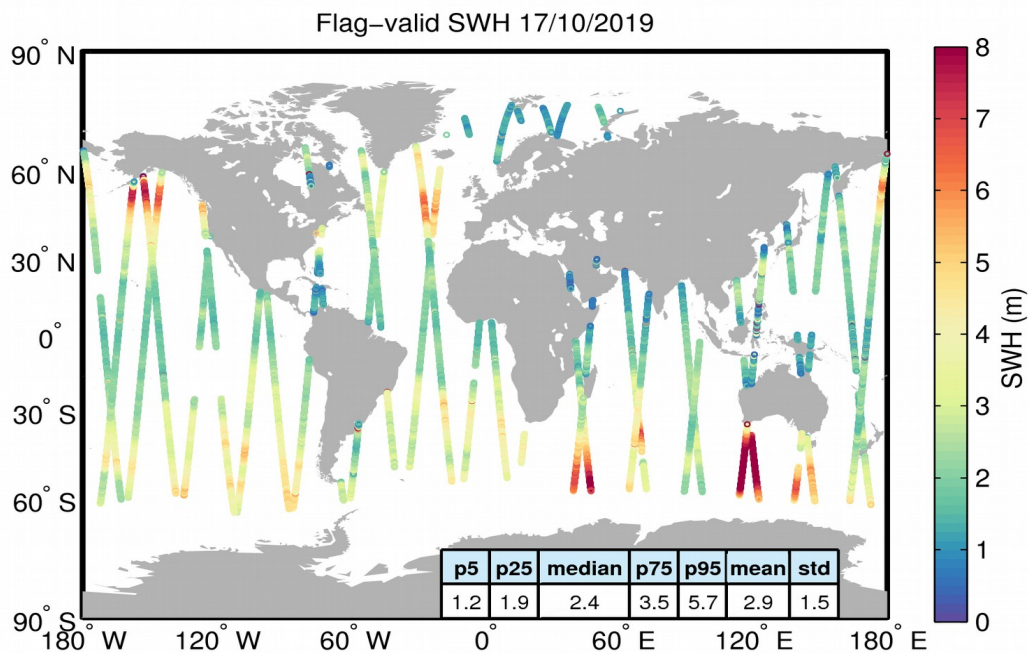 Flag−valid SWH 17/10/2019
90° N
60° N
30° N
0°
30° S
60° S
90° S
180° W
120° W
60° W
0°
60° E
120° E
180° E
p5 p25 median p75 p95 mean std
1.2 1.9 2.4 3.5 5.7 2.9 1.5
8
7
6
5
4
3
2
1
0
SWH (m)